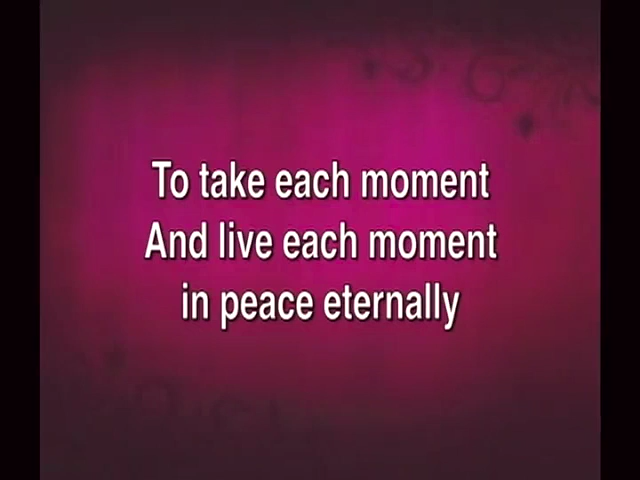 To take each moment
And live each moment
in peace eternally